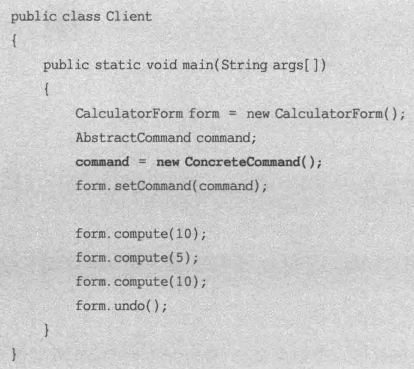 public class Client
{
    public static void main(String args[])
    {
        CalculatorForm form = new CalculatorForm();
        AbstractCommand command;
        command = new ConcreteCommand();
        form.setCommand(command);

        form.compute(10);
        form.compute(5);
        form.compute(10);
        form.undo();
    }
}